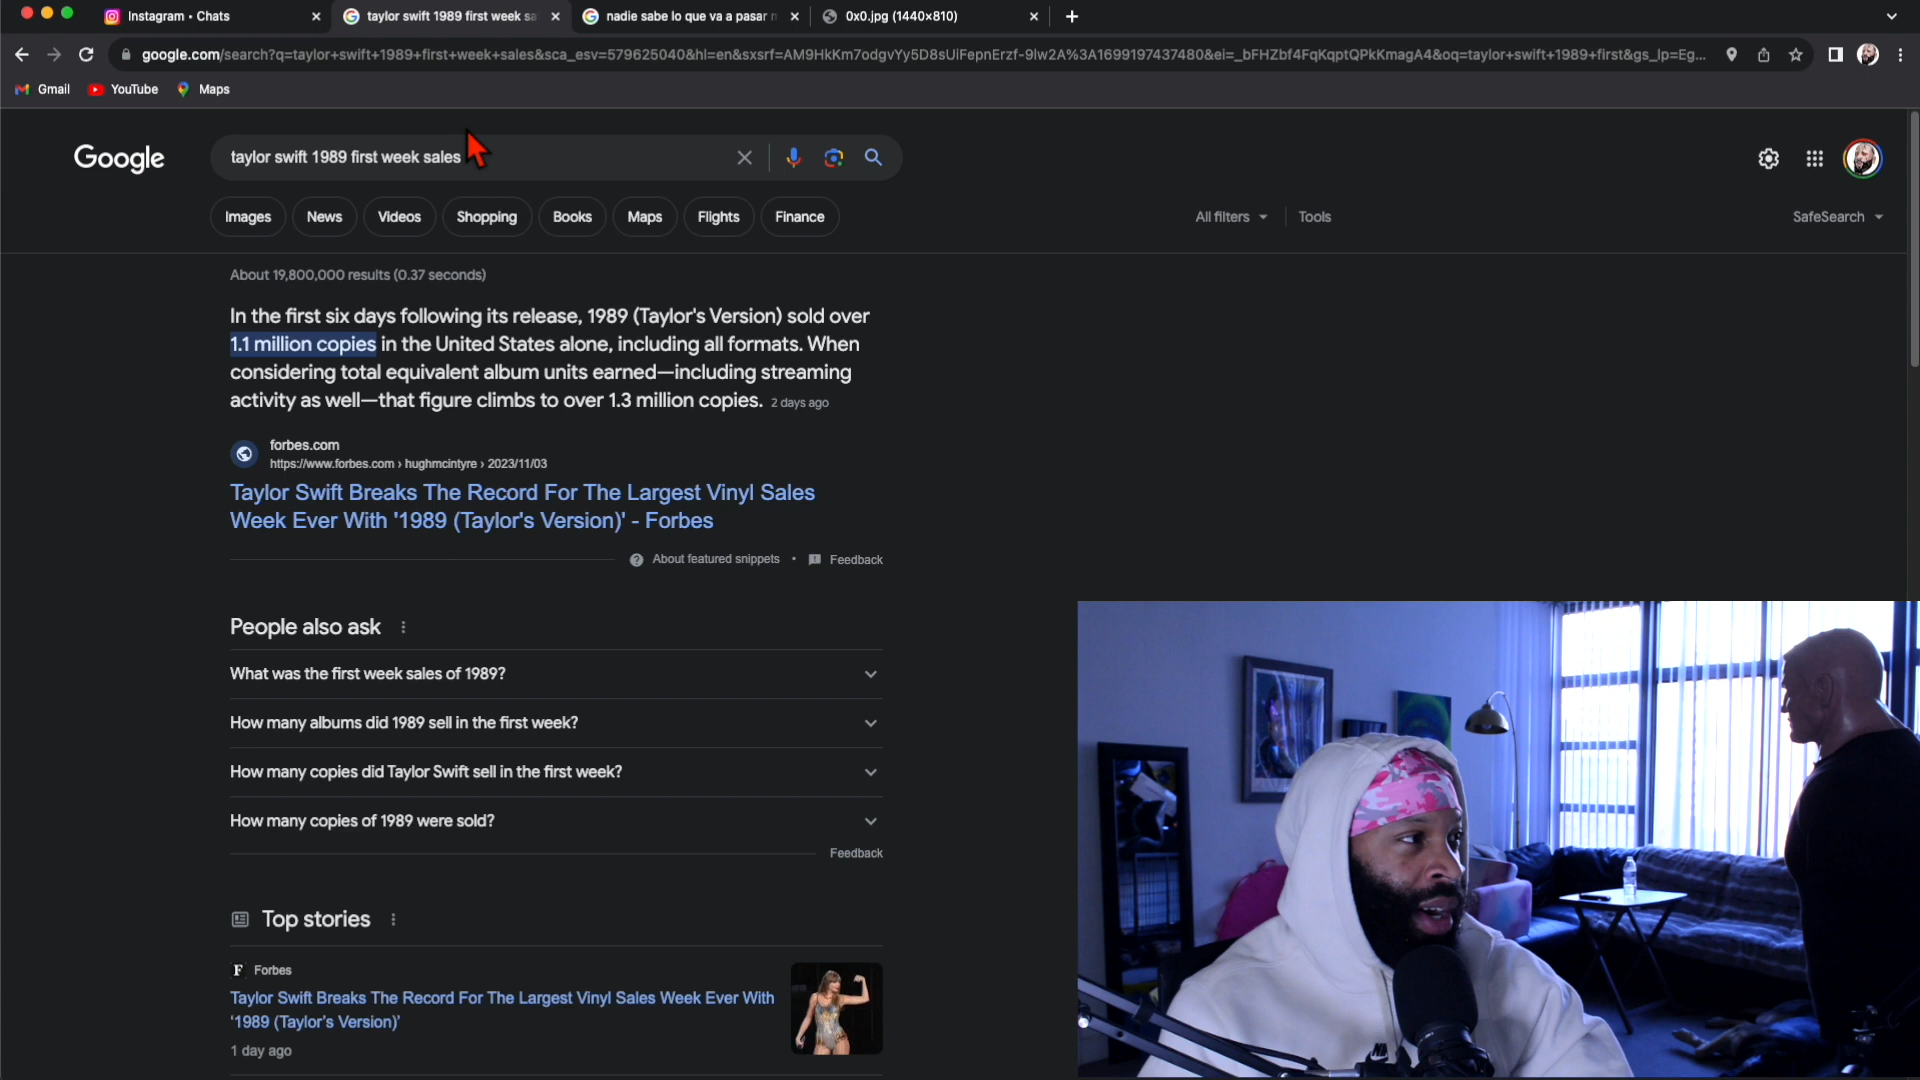 Instagram • Chats
taylor swift 1989 first week sa
nadie sabe lo que va a pasar
0x0.jpg (1440×810)
google.com/search?q=taylor+swift+1989+first+week+sales&sca_esv=579625040&hl=en&sxsrf=AM9HkKm7odgvYy5D8sUiFepnErzf-9lw2A%3A1699197437480&ei=_bFHZbf4FqKqptQPkKmagA4&oq=taylor+swift+1989+first&gs_lp=Eg...
Gmail
YouTube
Maps
Google
taylor swift 1989 first week sales
Images
News
Videos
Shopping
Books
Maps
Flights
Finance
All filters
Tools
SafeSearch
About 19,800,000 results (0.37 seconds)
In the first six days following its release, 1989 (Taylor's Version) sold over
1.1 million copies in the United States alone, including all formats. When
considering total equivalent album units earned—including streaming
activity as well—that figure climbs to over 1.3 million copies. 2 days ago
forbes.com
https://www.forbes.com › hughmcintyre › 2023/11/03
Taylor Swift Breaks The Record For The Largest Vinyl Sales
Week Ever With '1989 (Taylor's Version)' - Forbes
About featured snippets • Feedback
People also ask
What was the first week sales of 1989?
How many albums did 1989 sell in the first week?
How many copies did Taylor Swift sell in the first week?
How many copies of 1989 were sold?
Feedback
Top stories
F Forbes
Taylor Swift Breaks The Record For The Largest Vinyl Sales Week Ever With
‘1989 (Taylor’s Version)’
1 day ago